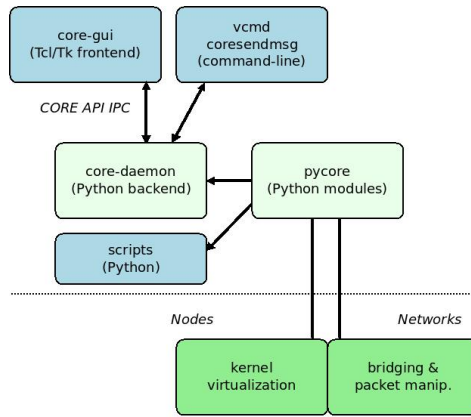 core-gui
(Tcl/Tk frontend)
vcmd
coresendmsg
(command-line)
CORE API IPC
core-daemon
(Python backend)
pycore
(Python modules)
scripts
(Python)
Nodes
Networks
kernel
virtualization
bridging &
packet manip.